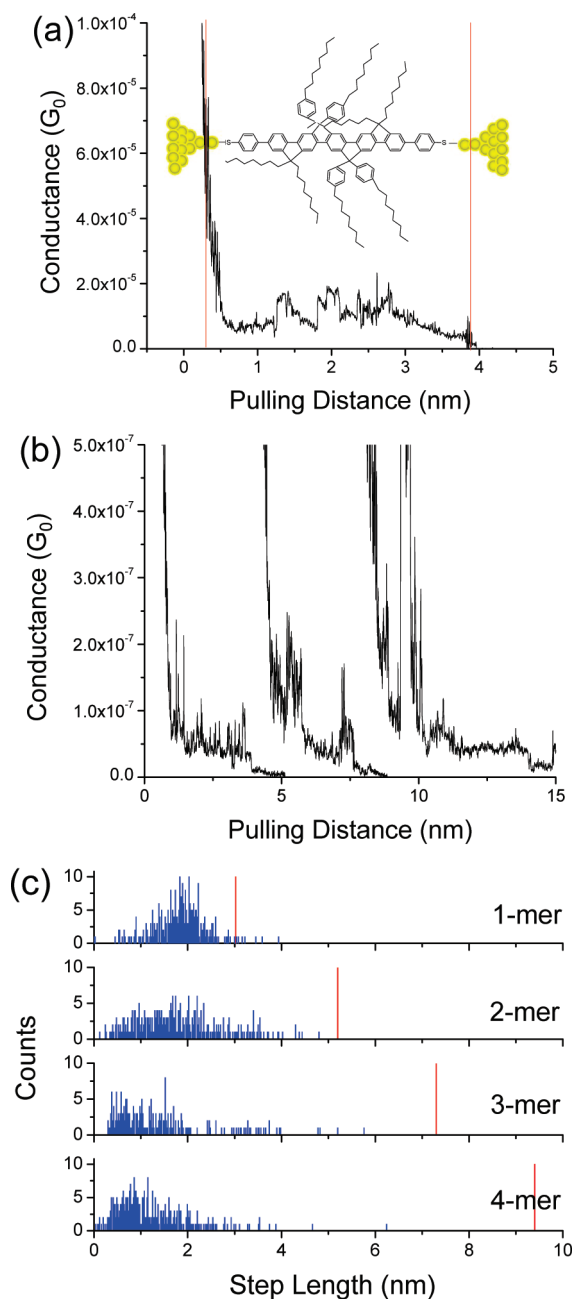 (a)
1.0x10⁻⁴
8.0x10⁻⁵
6.0x10⁻⁵
4.0x10⁻⁵
2.0x10⁻⁵
0.0
Conductance (G₀)
S
S
0 1 2 3 4 5
Pulling Distance (nm)
(b)
5.0x10⁻⁷
4.0x10⁻⁷
3.0x10⁻⁷
2.0x10⁻⁷
1.0x10⁻⁷
0.0
Conductance (G₀)
0 5 10 15
Pulling Distance (nm)
(c)
10
5
0
1-mer
10
5
0
2-mer
10
5
0
3-mer
10
5
0
4-mer
Counts
0 2 4 6 8 10
Step Length (nm)